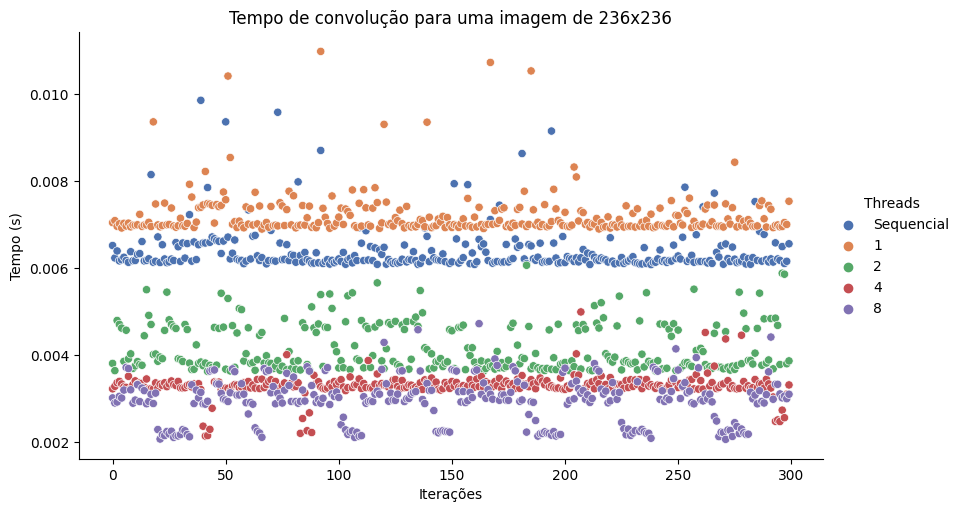 Tempo de convolução para uma imagem de 236x236
Tempo (s)
0.010
0.008
0.006
0.004
0.002
0 50 100 150 200 250 300
Iterações
Threads
Sequencial
1
2
4
8